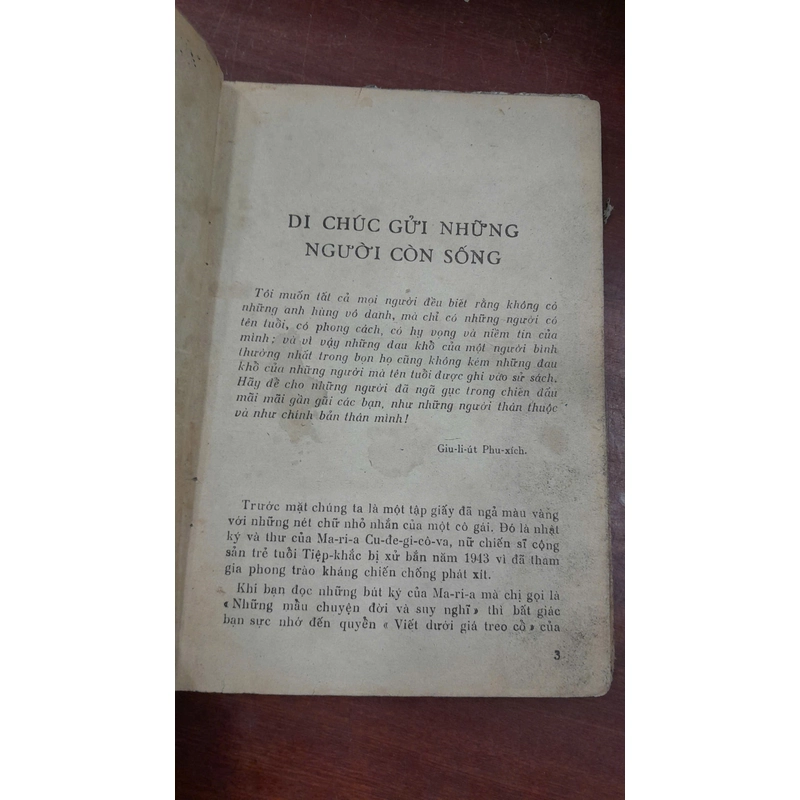 DI CHÚC GỬI NHỮNG
NGƯỜI CÒN SỐNG
Tôi muốn tất cả mọi người đều biết rằng không có
những anh hùng vô danh, mà chỉ có những người có
tên tuổi, có phong cách, có hy vọng và niềm tin của
mình; và vì vậy những đau khổ của một người bình
thường nhất trong bọn họ cũng không kém những đau
khổ của những người mà tên tuổi được ghi vào sử sách.
Hãy để cho những người đã ngã gục trong chiến đấu
mãi mãi gần gũi các bạn, như những người thân thuộc
và như chính bản thân mình!
Giu-li-út Phu-xích.
Trước mặt chúng ta là một tập giấy đã ngả màu vàng
với những nét chữ nhỏ nhắn của một cô gái. Đó là nhật
ký và thư của Ma-ri-a Cu-đe-gi-cô-va, nữ chiến sĩ cộng
sản trẻ tuổi Tiệp-khắc bị xử bắn năm 1943 vì đã tham
gia phong trào kháng chiến chống phát xít.
Khi bạn đọc những bút ký của Ma-ri-a mà chị gọi là
«Những mẩu chuyện đời và suy nghĩ» thì bất giác
bạn sực nhớ đến quyển « Viết dưới giá treo cổ » của
3